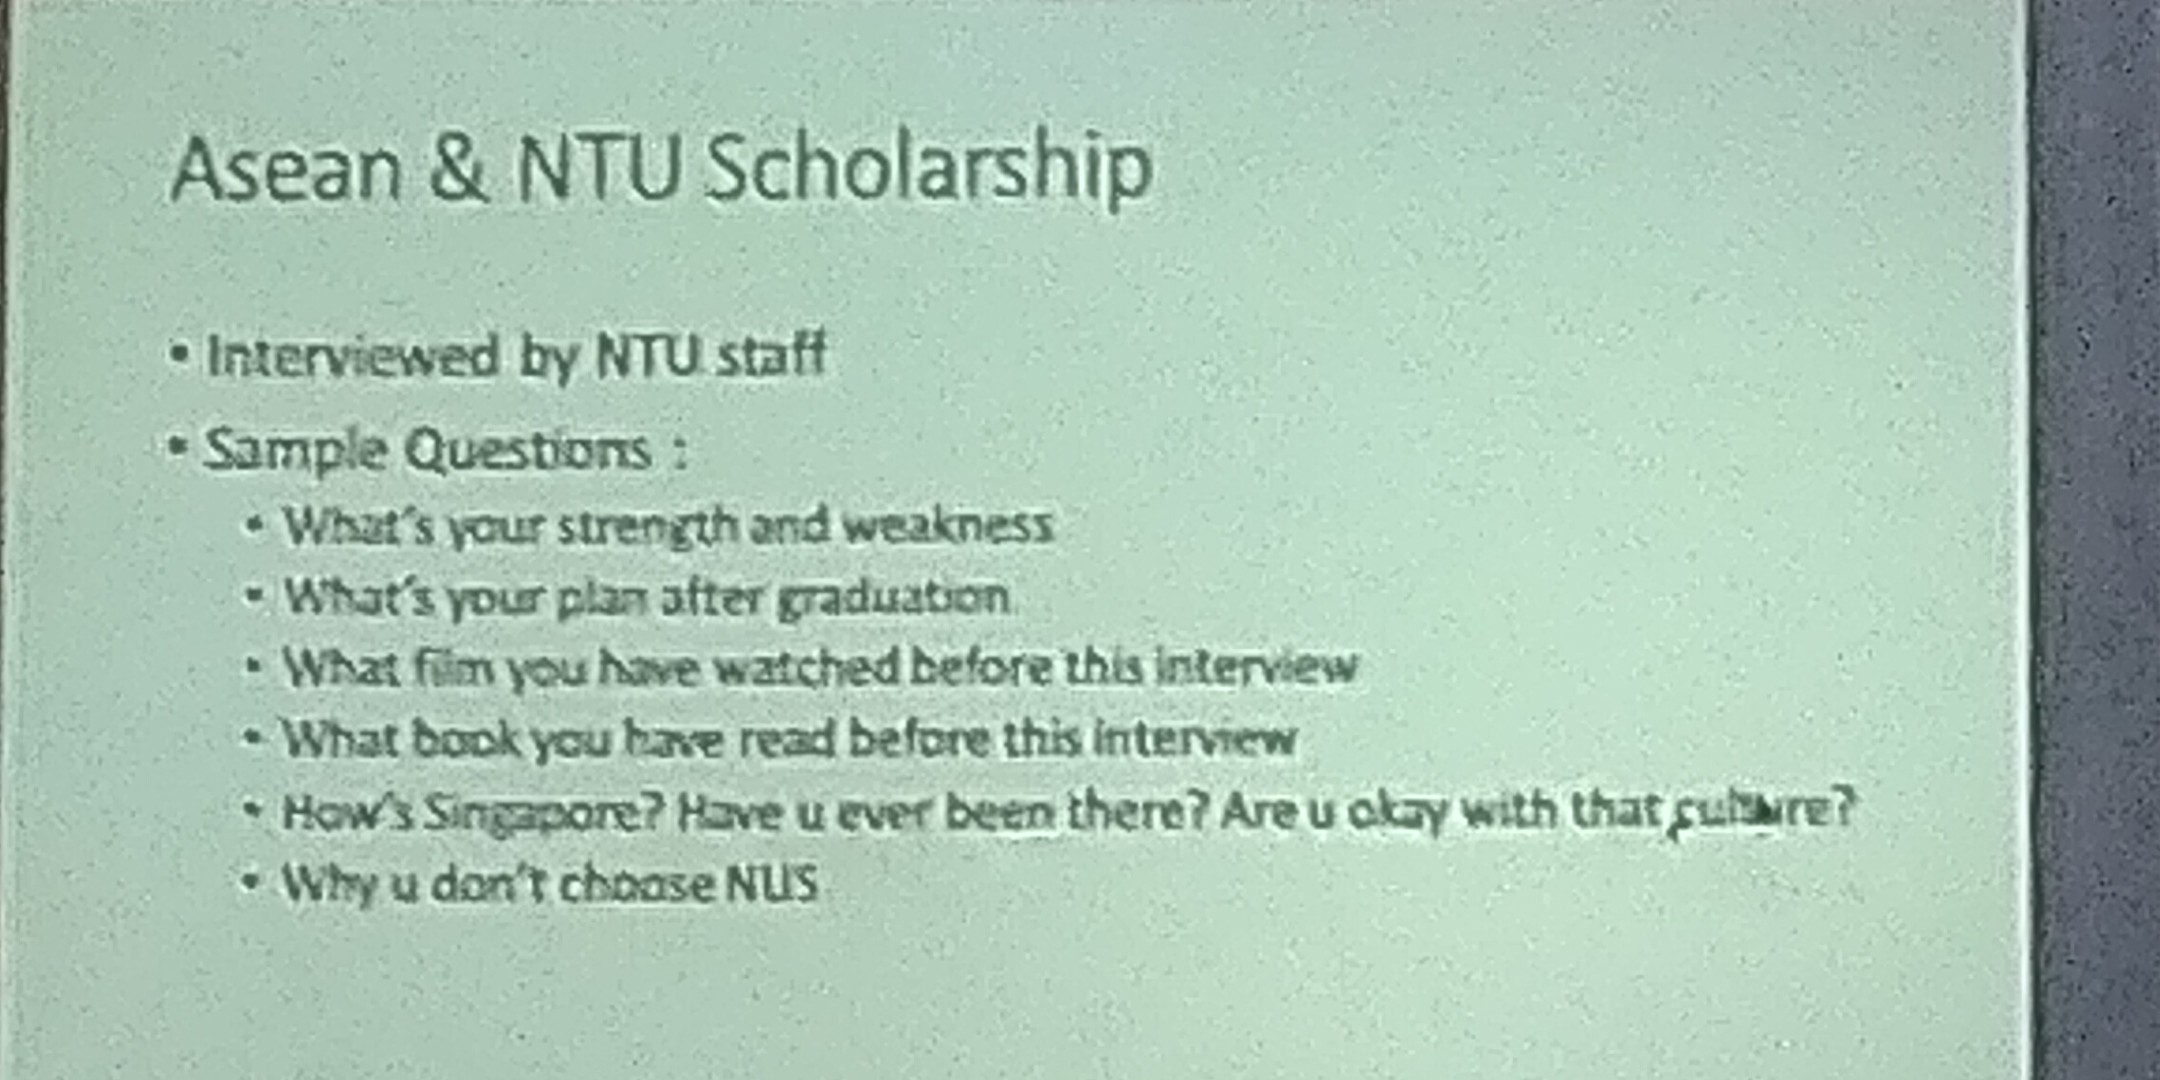 Asean & NTU Scholarship
• Interviewed by NTU staff
• Sample Questions :
• What's your strength and weakness
• What's your plan after graduation
• What film you have watched before this interview
• What book you have read before this interview
• How's Singapore? Have u ever been there? Are u okay with that culture?
• Why u don't choose NUS